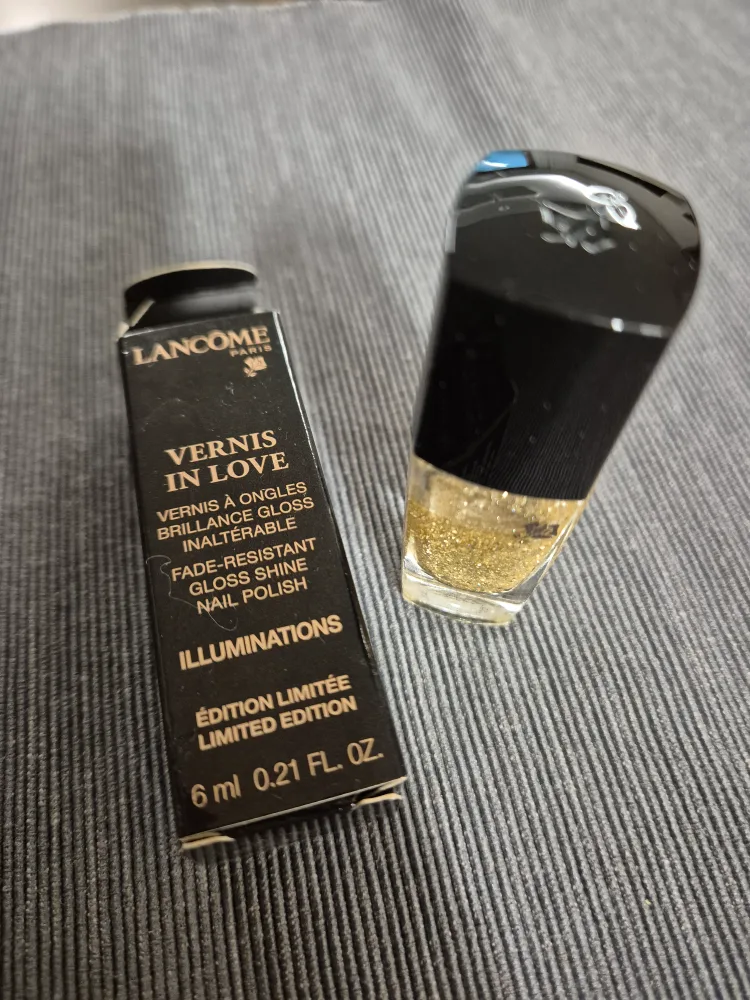 LANCÔME
PARIS
VERNIS
IN LOVE
VERNIS À ONGLES
BRILLANCE GLOSS
INALTÉRABLE
FADE-RESISTANT
GLOSS SHINE
NAIL POLISH
ILLUMINATIONS
ÉDITION LIMITÉE
LIMITED EDITION
6 ml 0.21 FL. OZ.